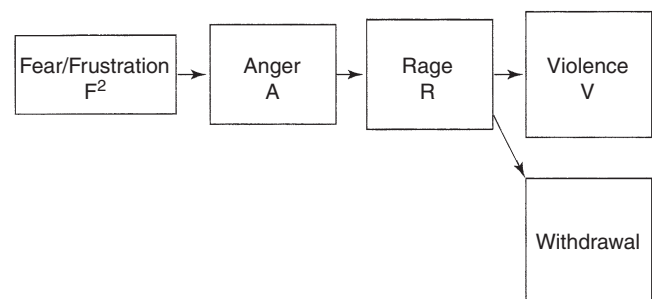 Fear/Frustration
F²
Anger
A
Rage
R
Violence
V
Withdrawal